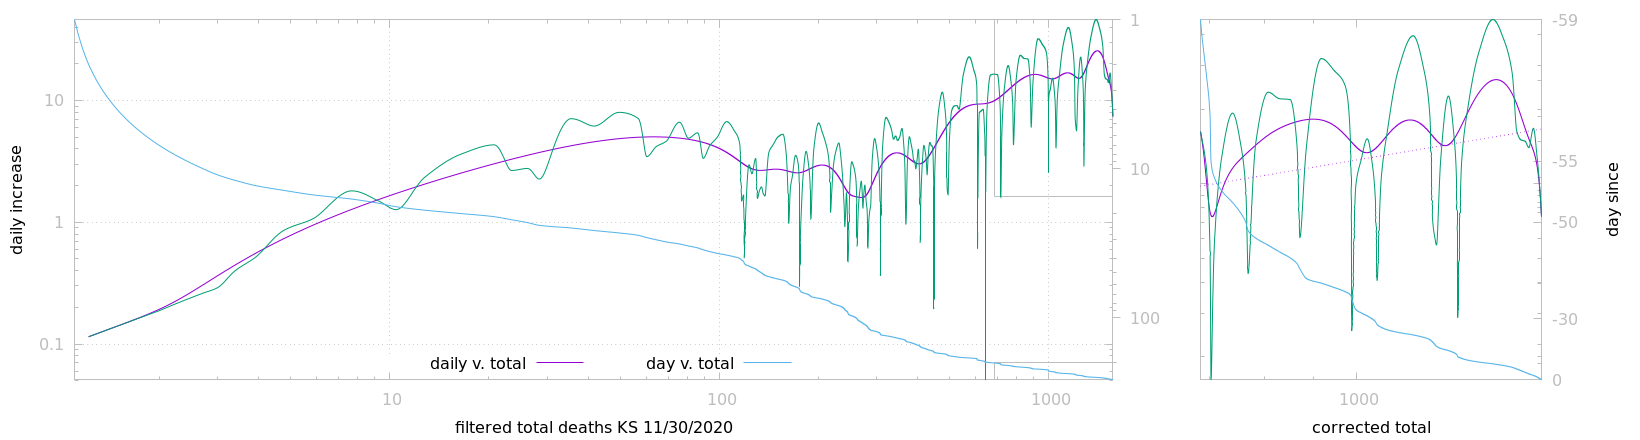 daily increase
10
1
0.1
10
100
1000
1
10
100
daily v. total
day v. total
filtered total deaths KS 11/30/2020
-59
-55
-50
-30
0
day since
1000
corrected total